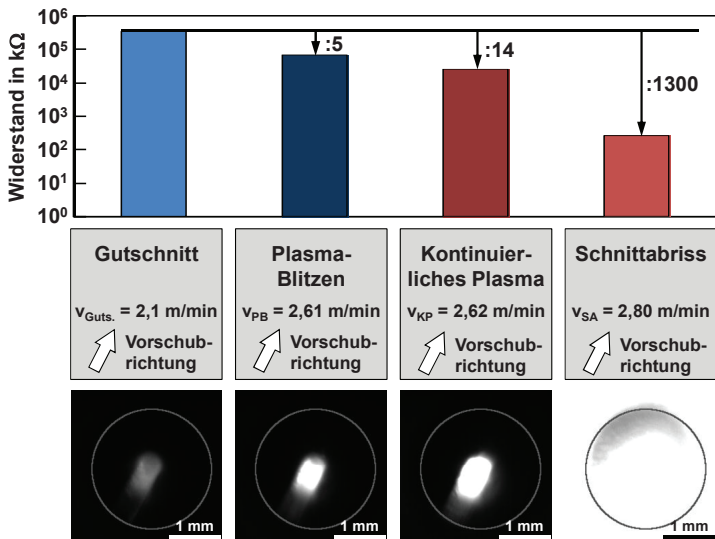 Widerstand in kΩ
10⁶
10⁵
10⁴
10³
10²
10¹
10⁰
:5
:14
:1300
Gutschnitt
v_Guts. = 2,1 m/min
Vorschub-
richtung
Plasma-
Blitzen
v_PB = 2,61 m/min
Vorschub-
richtung
Kontinuier-
liches Plasma
v_KP = 2,62 m/min
Vorschub-
richtung
Schnittabriss
v_SA = 2,80 m/min
Vorschub-
richtung
1 mm
1 mm
1 mm
1 mm